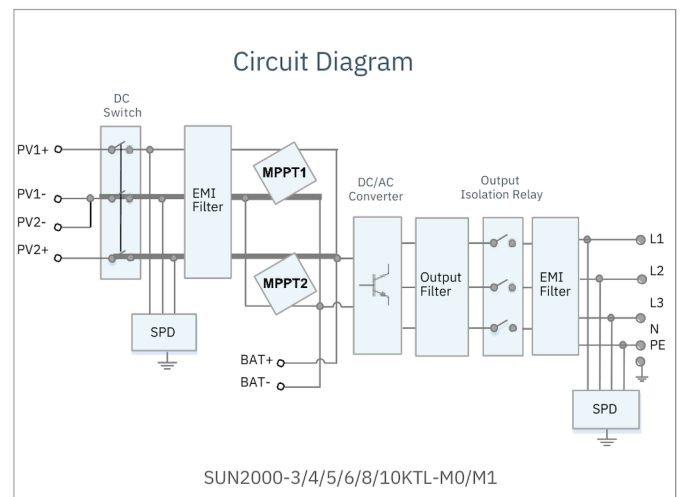 Circuit Diagram
DC
Switch
PV1+
PV1-
PV2-
PV2+
EMI
Filter
MPPT1
MPPT2
SPD
BAT+
BAT-
DC/AC
Converter
Output
Filter
Output
Isolation Relay
EMI
Filter
L1
L2
L3
N
PE
SPD
SUN2000-3/4/5/6/8/10KTL-M0/M1